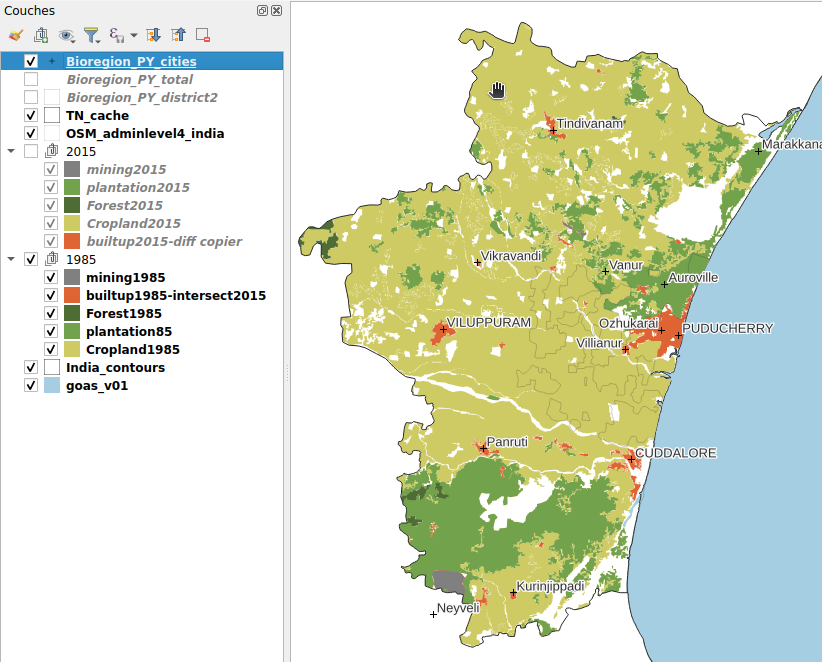 Couches
Bioregion_PY_cities
Bioregion_PY_total
Bioregion_PY_district2
TN_cache
OSM_adminlevel4_india
2015
mining2015
plantation2015
Forest2015
Cropland2015
builtup2015-diff copier
1985
mining1985
builtup1985-intersect2015
Forest1985
plantation85
Cropland1985
India_contours
goas_v01
Tindivanam
Marakkana
Vikravandi
Vanur
Auroville
VILUPPURAM
Ozhukarai
PUDUCHERRY
Villianur
Panruti
CUDDALORE
Kurinjippadi
Neyveli